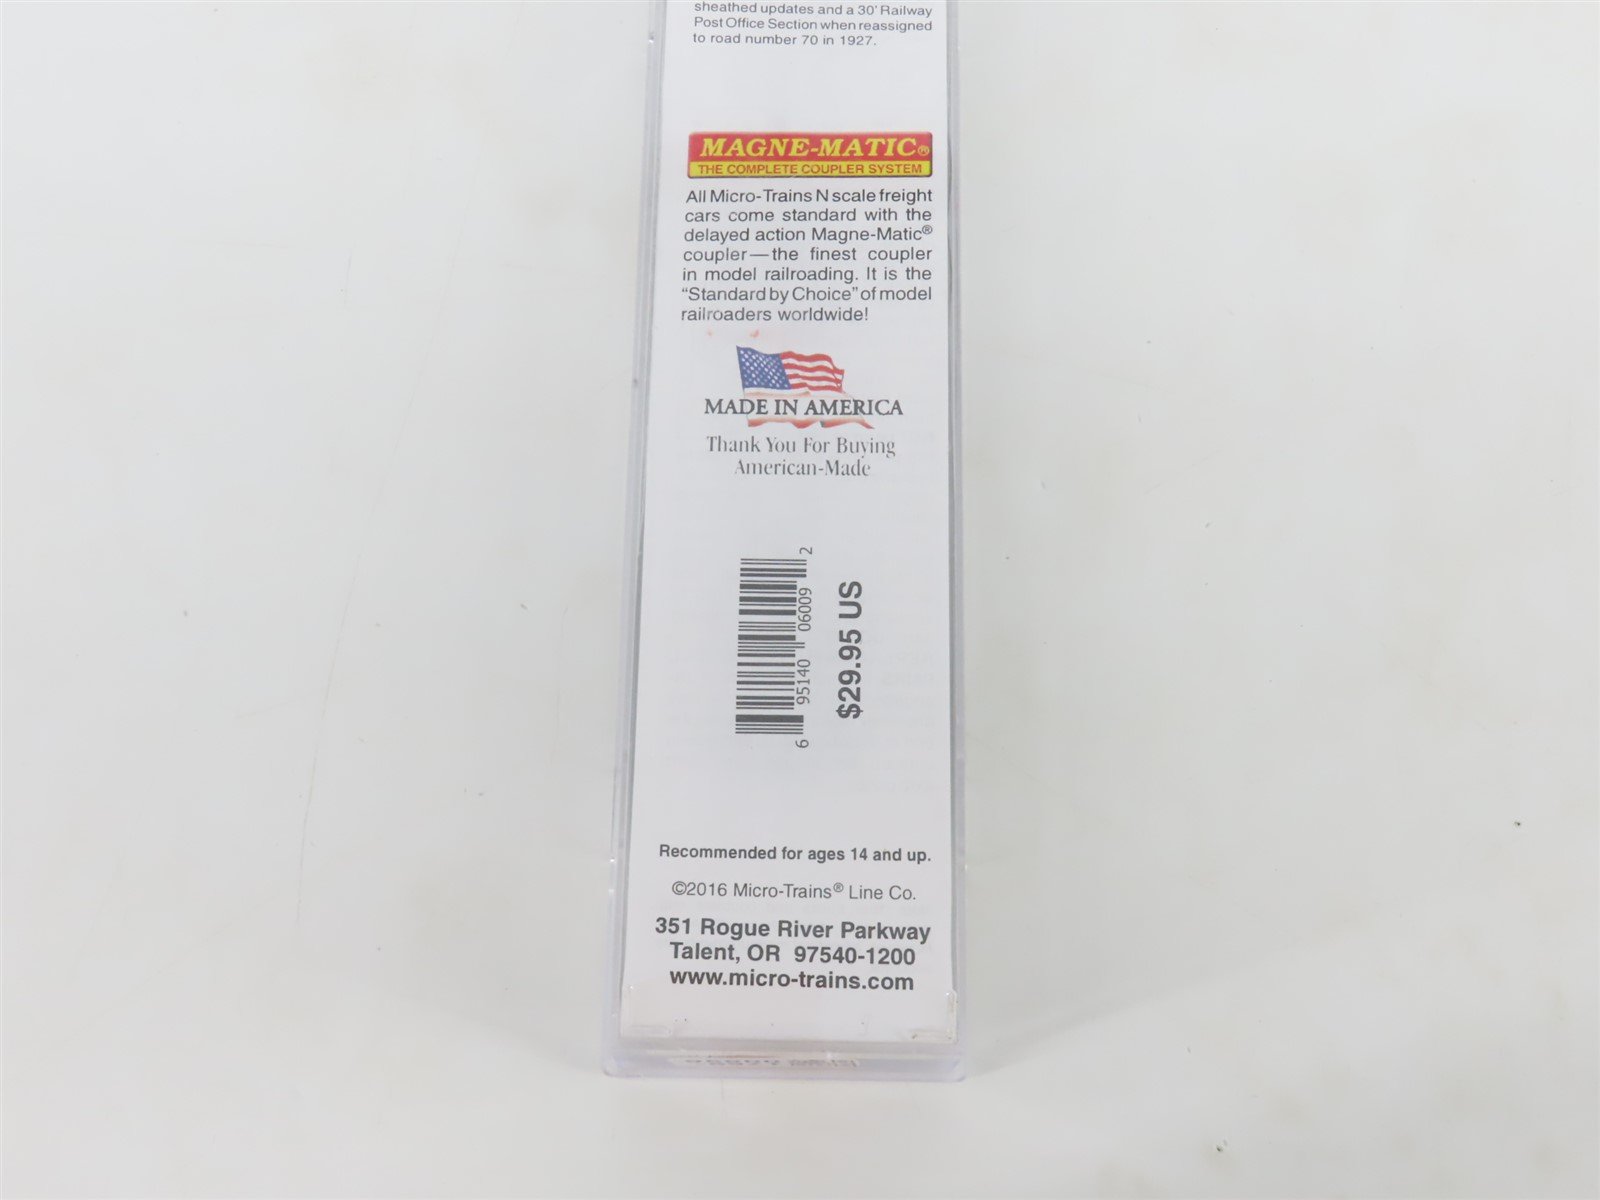 sheathed updates and a 30' Railway
Post Office Section when reassigned
to road number 70 in 1927.
MAGNE-MATIC®
THE COMPLETE COUPLER SYSTEM
All Micro-Trains N scale freight
cars come standard with the
delayed action Magne-Matic®
coupler—the finest coupler
in model railroading. It is the
“Standard by Choice” of model
railroaders worldwide!
MADE IN AMERICA
Thank You For Buying
American-Made
6 95140 06009 2
$29.95 US
Recommended for ages 14 and up.
©2016 Micro-Trains® Line Co.
351 Rogue River Parkway
Talent, OR 97540-1200
www.micro-trains.com